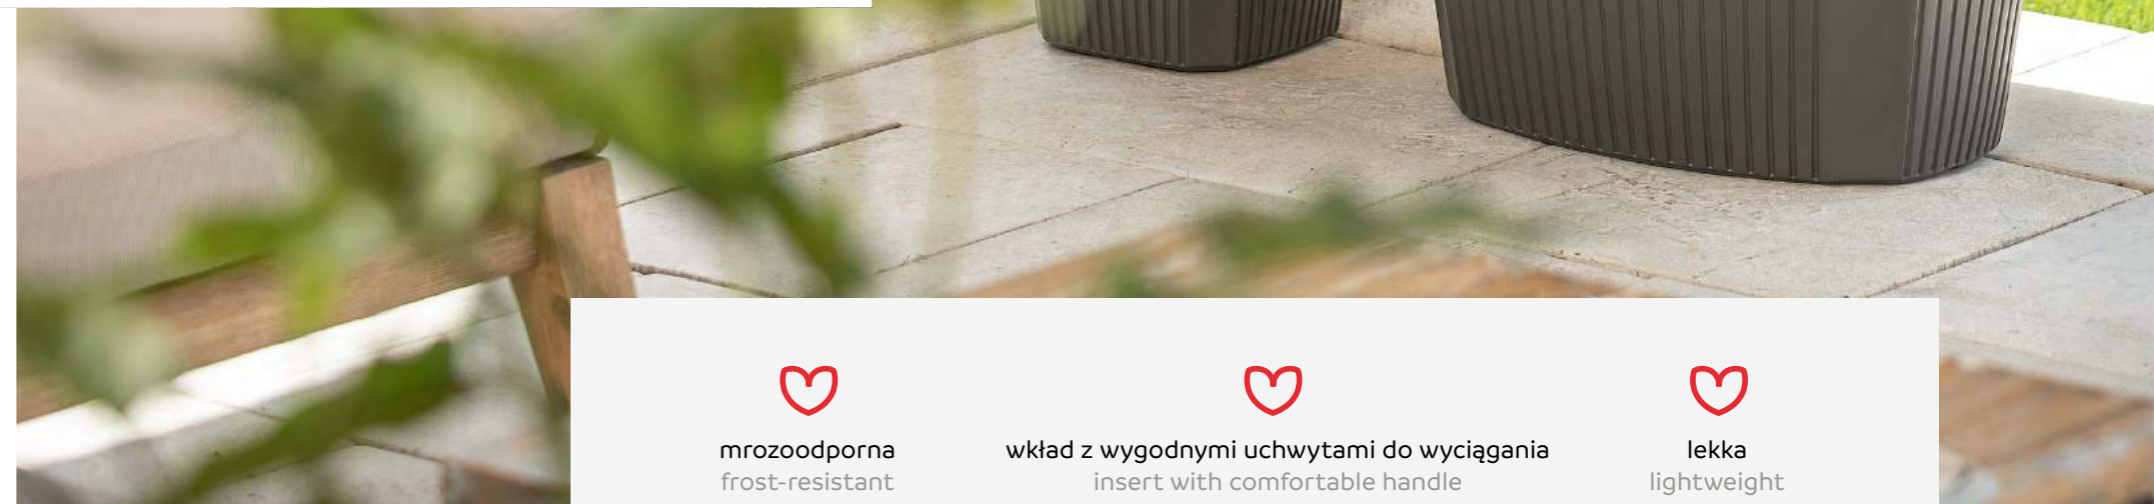 mrozoodporna
frost-resistant
wkład z wygodnymi uchwytami do wyciągania
insert with comfortable handle
lekka
lightweight